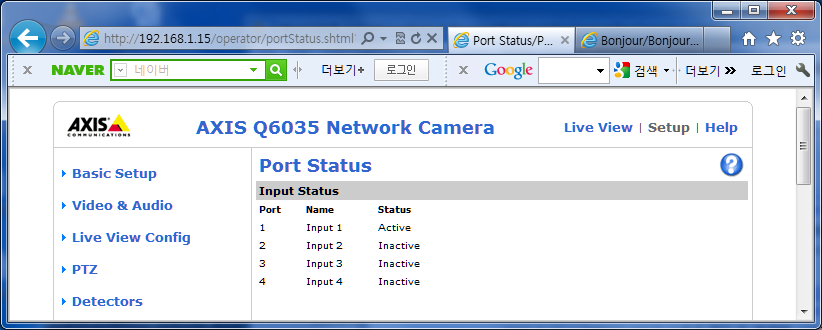 http://192.168.1.15/operator/portStatus.shtml?
Port Status/P...
Bonjour/Bonjour...
x NAVER 네이버 더보기+ 로그인
x Google 검색 더보기 » 로그인
AXIS COMMUNICATIONS
AXIS Q6035 Network Camera
Live View | Setup | Help
Basic Setup
Video & Audio
Live View Config
PTZ
Detectors
Port Status
Input Status
Port Name Status
1 Input 1 Active
2 Input 2 Inactive
3 Input 3 Inactive
4 Input 4 Inactive